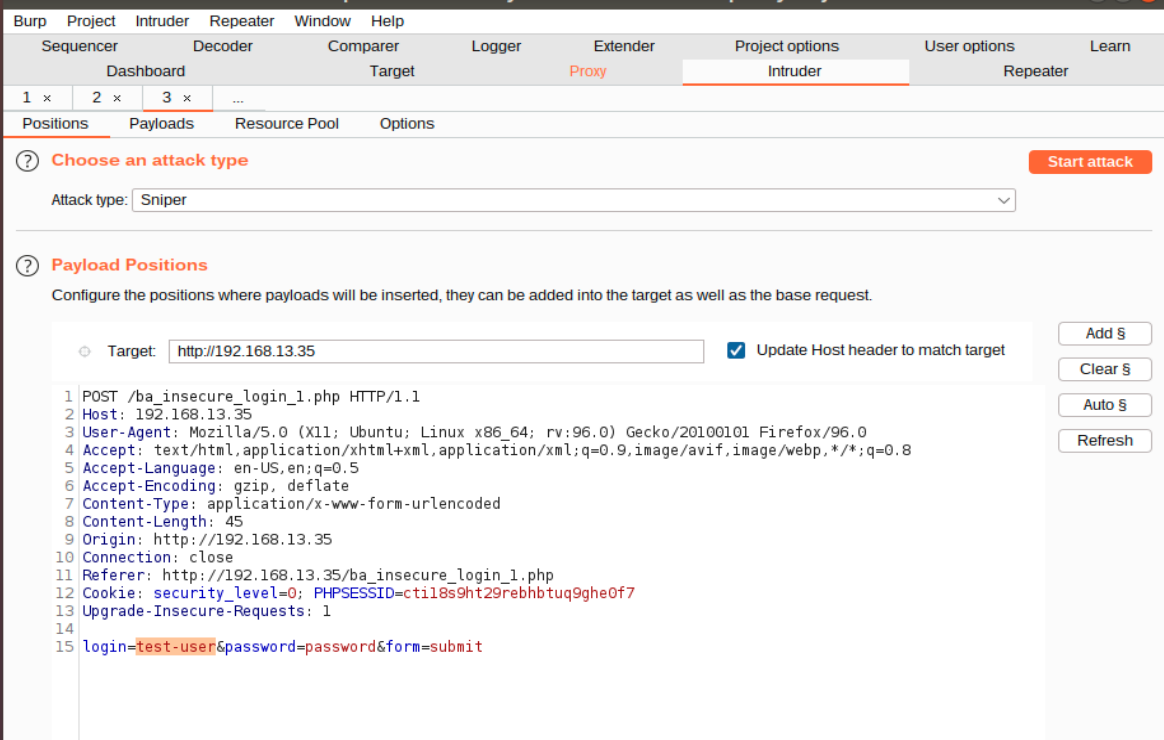 Burp Project Intruder Repeater Window Help
Sequencer Decoder Comparer Logger Extender Project options User options Learn
Dashboard Target Proxy Intruder Repeater
1 × 2 × 3 × ...
Positions Payloads Resource Pool Options
? Choose an attack type Start attack
Attack type: Sniper
? Payload Positions
Configure the positions where payloads will be inserted, they can be added into the target as well as the base request.
Add §
Target: http://192.168.13.35 Update Host header to match target
Clear §
Auto §
Refresh
1 POST /ba_insecure_login_1.php HTTP/1.1
2 Host: 192.168.13.35
3 User-Agent: Mozilla/5.0 (X11; Ubuntu; Linux x86_64; rv:96.0) Gecko/20100101 Firefox/96.0
4 Accept: text/html,application/xhtml+xml,application/xml;q=0.9,image/avif,image/webp,*/*;q=0.8
5 Accept-Language: en-US,en;q=0.5
6 Accept-Encoding: gzip, deflate
7 Content-Type: application/x-www-form-urlencoded
8 Content-Length: 45
9 Origin: http://192.168.13.35
10 Connection: close
11 Referer: http://192.168.13.35/ba_insecure_login_1.php
12 Cookie: security_level=0; PHPSESSID=cti18s9ht29rebhbtuq9ghe0f7
13 Upgrade-Insecure-Requests: 1
14
15 login=test-user&password=password&form=submit